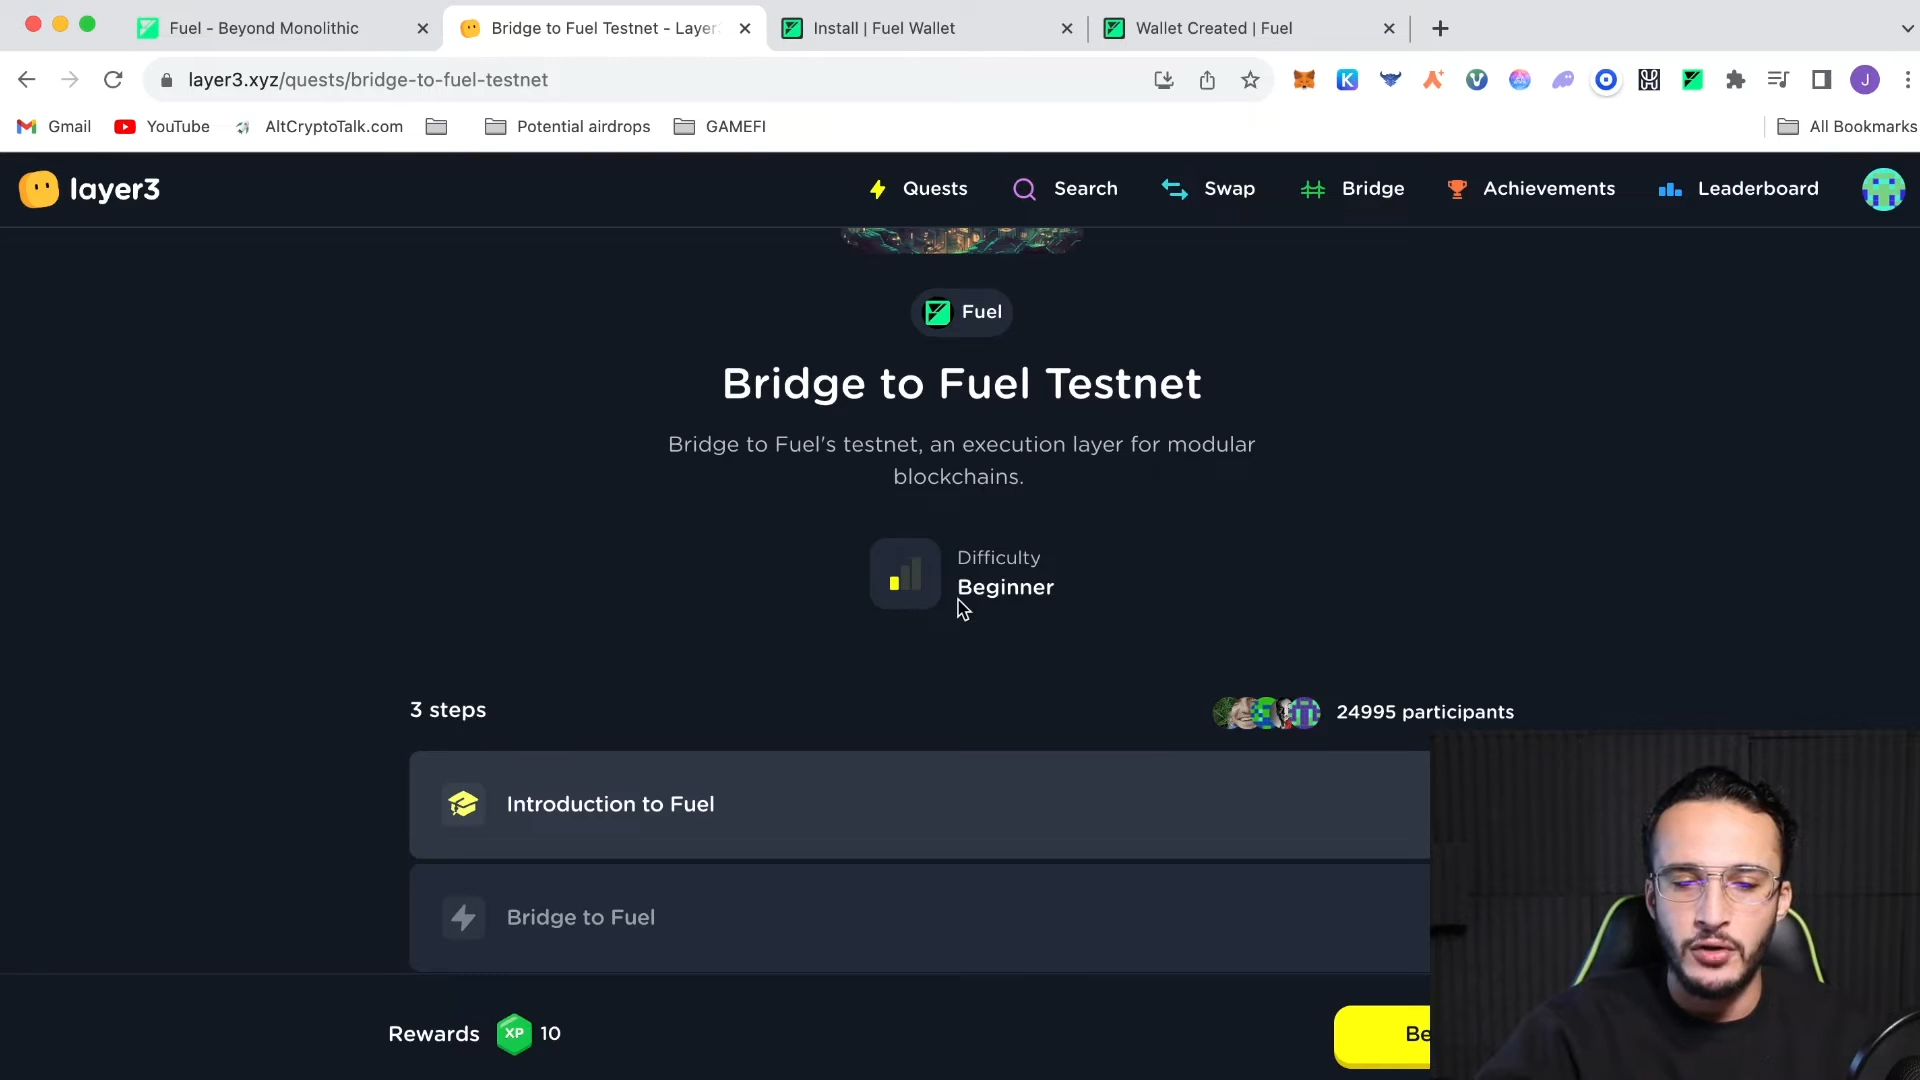 Fuel - Beyond Monolithic
Bridge to Fuel Testnet - Layer
Install | Fuel Wallet
Wallet Created | Fuel
layer3.xyz/quests/bridge-to-fuel-testnet
J
Gmail
YouTube
AltCryptoTalk.com
Potential airdrops
GAMEFI
All Bookmarks
layer3
Quests
Search
Swap
Bridge
Achievements
Leaderboard
Fuel
Bridge to Fuel Testnet
Bridge to Fuel's testnet, an execution layer for modular
blockchains.
Difficulty
Beginner
3 steps
24995 participants
Introduction to Fuel
Bridge to Fuel
Rewards
XP
10
Be